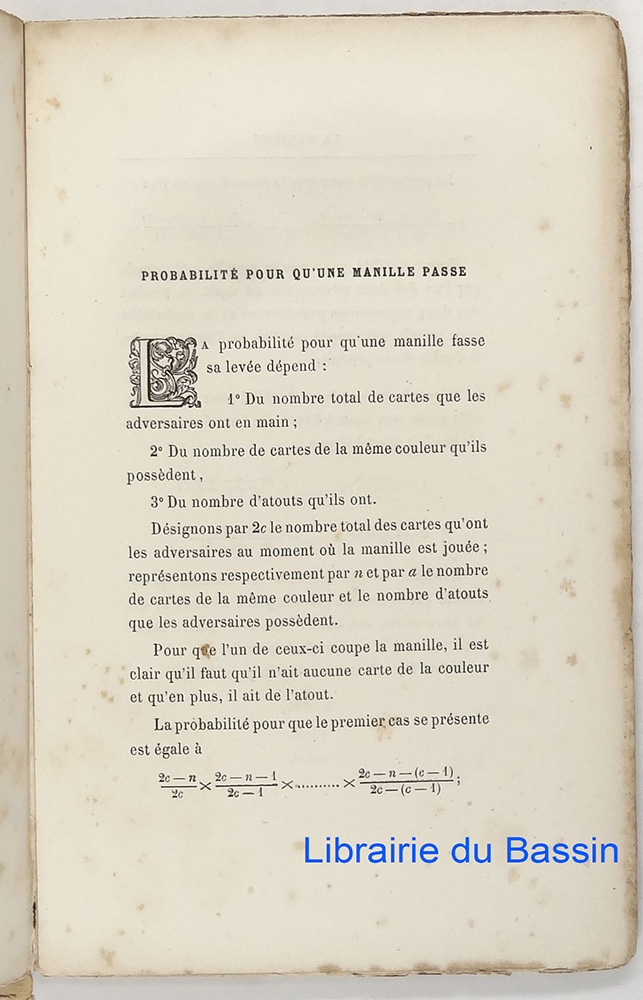 PROBABILITÉ POUR QU'UNE MANILLE PASSE
LA probabilité pour qu'une manille fasse
sa levée dépend :
1° Du nombre total de cartes que les
adversaires ont en main ;
2° Du nombre de cartes de la même couleur qu'ils
possèdent,
3° Du nombre d'atouts qu'ils ont.
Désignons par 2c le nombre total des cartes qu'ont
les adversaires au moment où la manille est jouée ;
représentons respectivement par n et par a le nombre
de cartes de la même couleur et le nombre d'atouts
que les adversaires possèdent.
Pour que l'un de ceux-ci coupe la manille, il est
clair qu'il faut qu'il n'ait aucune carte de la couleur
et qu'en plus, il ait de l'atout.
La probabilité pour que le premier cas se présente
est égale à
2c — n / 2c × 2c — n — 1 / 2c — 1 × .......... × 2c — n — (c — 1) / 2c — (c — 1) ;
Librairie du Bassin